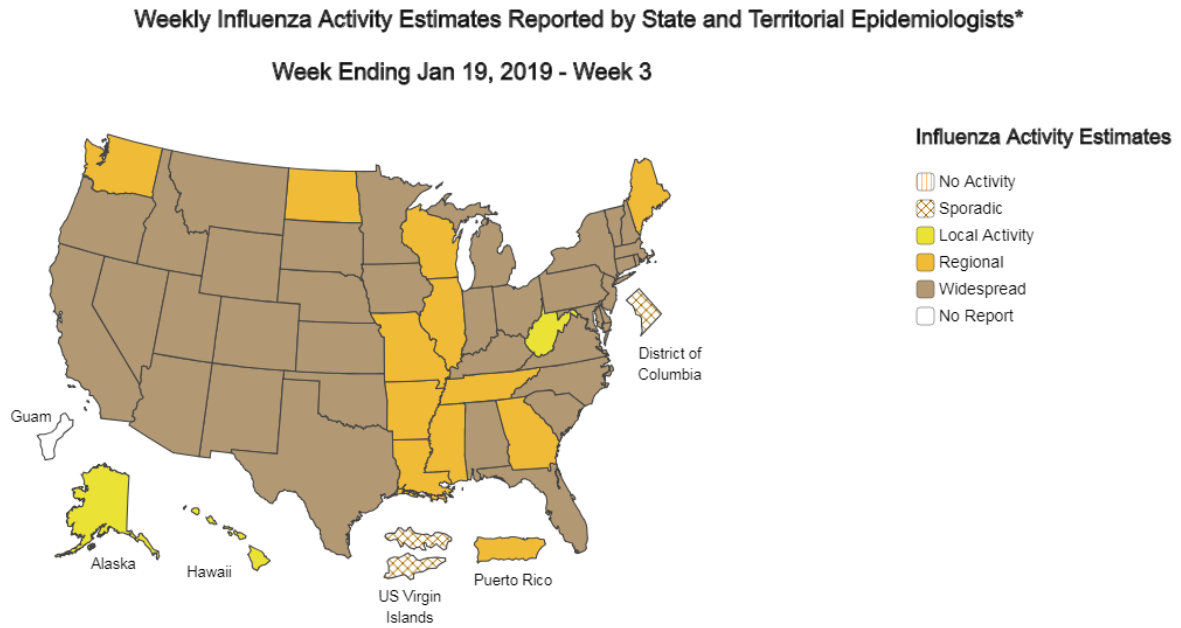 Weekly Influenza Activity Estimates Reported by State and Territorial Epidemiologists*
Week Ending Jan 19, 2019 - Week 3
Influenza Activity Estimates
No Activity
Sporadic
Local Activity
Regional
Widespread
No Report
District of
Columbia
Guam
Alaska
Hawaii
US Virgin
Islands
Puerto Rico